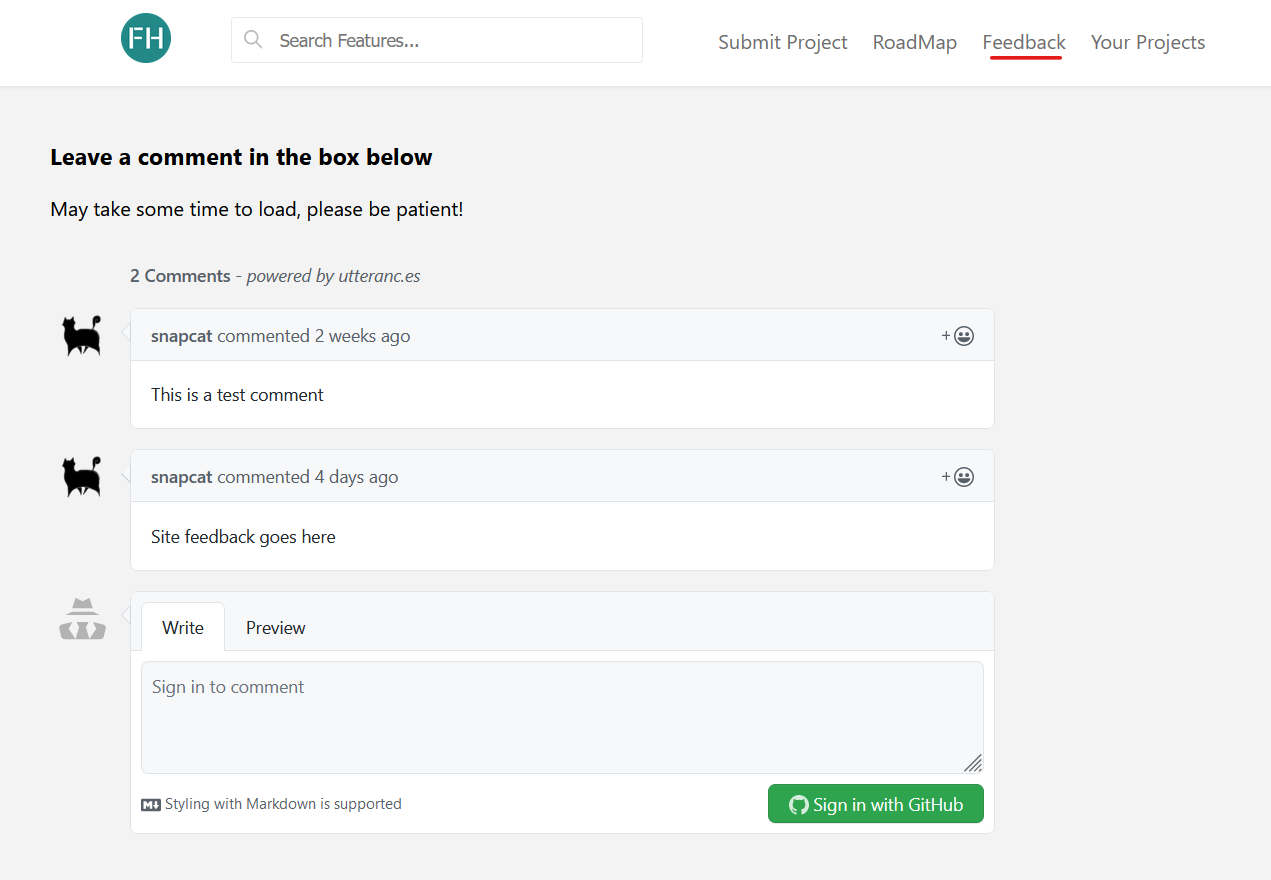 FH
Search Features...
Submit Project
RoadMap
Feedback
Your Projects
Leave a comment in the box below
May take some time to load, please be patient!
2 Comments - powered by utteranc.es
snapcat commented 2 weeks ago
+
This is a test comment
snapcat commented 4 days ago
+
Site feedback goes here
Write
Preview
Sign in to comment
M Styling with Markdown is supported
Sign in with GitHub